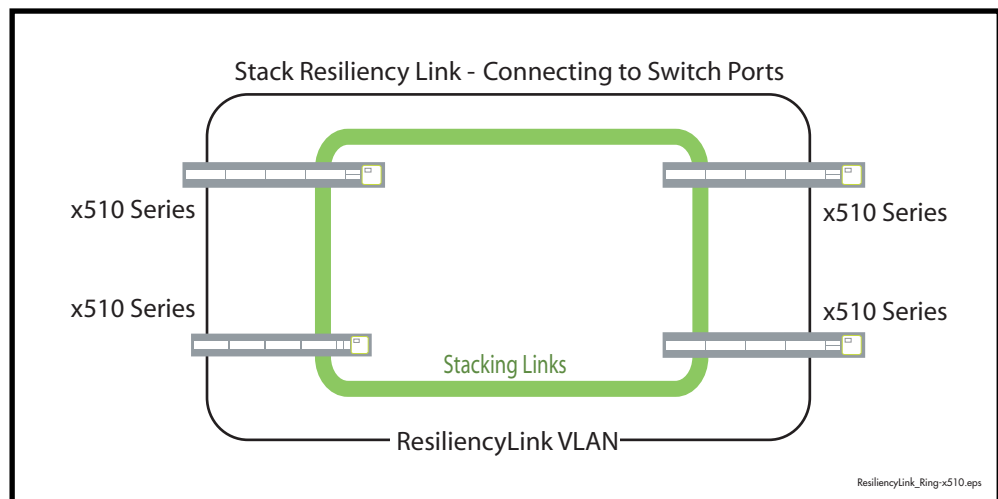 Stack Resiliency Link - Connecting to Switch Ports
x510 Series
x510 Series
x510 Series
x510 Series
Stacking Links
ResiliencyLink VLAN
ResiliencyLink_Ring-x510.eps